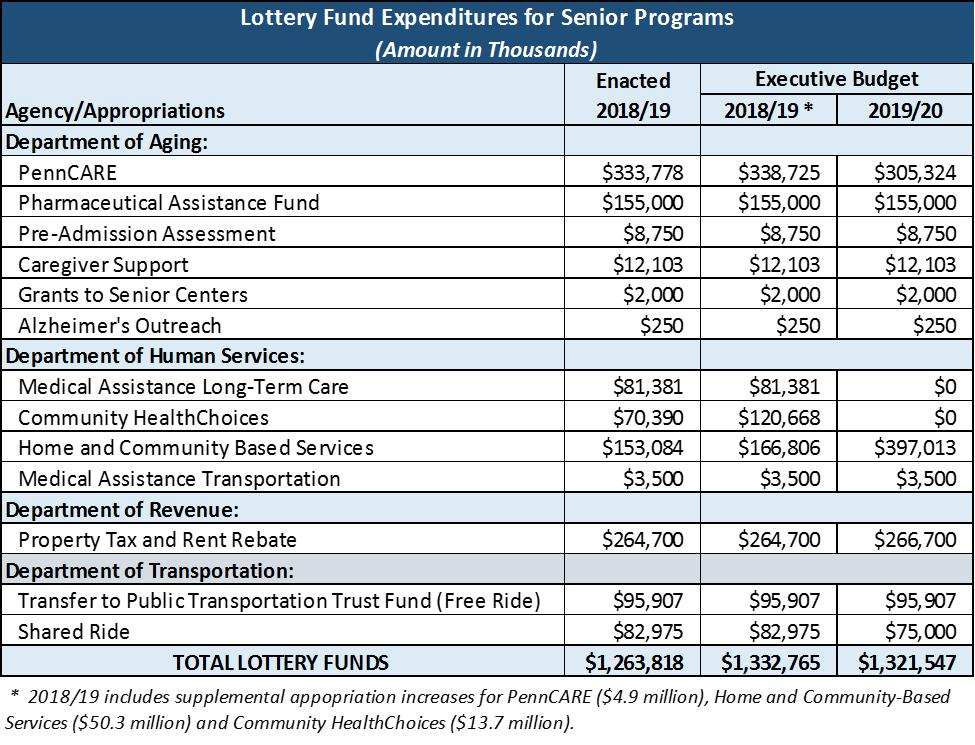 Lottery Fund Expenditures for Senior Programs
(Amount in Thousands)
Enacted Executive Budget
Agency/Appropriations 2018/19 2018/19 * 2019/20
Department of Aging:
PennCARE $333,778 $338,725 $305,324
Pharmaceutical Assistance Fund $155,000 $155,000 $155,000
Pre-Admission Assessment $8,750 $8,750 $8,750
Caregiver Support $12,103 $12,103 $12,103
Grants to Senior Centers $2,000 $2,000 $2,000
Alzheimer's Outreach $250 $250 $250
Department of Human Services:
Medical Assistance Long-Term Care $81,381 $81,381 $0
Community HealthChoices $70,390 $120,668 $0
Home and Community Based Services $153,084 $166,806 $397,013
Medical Assistance Transportation $3,500 $3,500 $3,500
Department of Revenue:
Property Tax and Rent Rebate $264,700 $264,700 $266,700
Department of Transportation:
Transfer to Public Transportation Trust Fund (Free Ride) $95,907 $95,907 $95,907
Shared Ride $82,975 $82,975 $75,000
TOTAL LOTTERY FUNDS $1,263,818 $1,332,765 $1,321,547
* 2018/19 includes supplemental appopriation increases for PennCARE ($4.9 million), Home and Community-Based
Services ($50.3 million) and Community HealthChoices ($13.7 million).